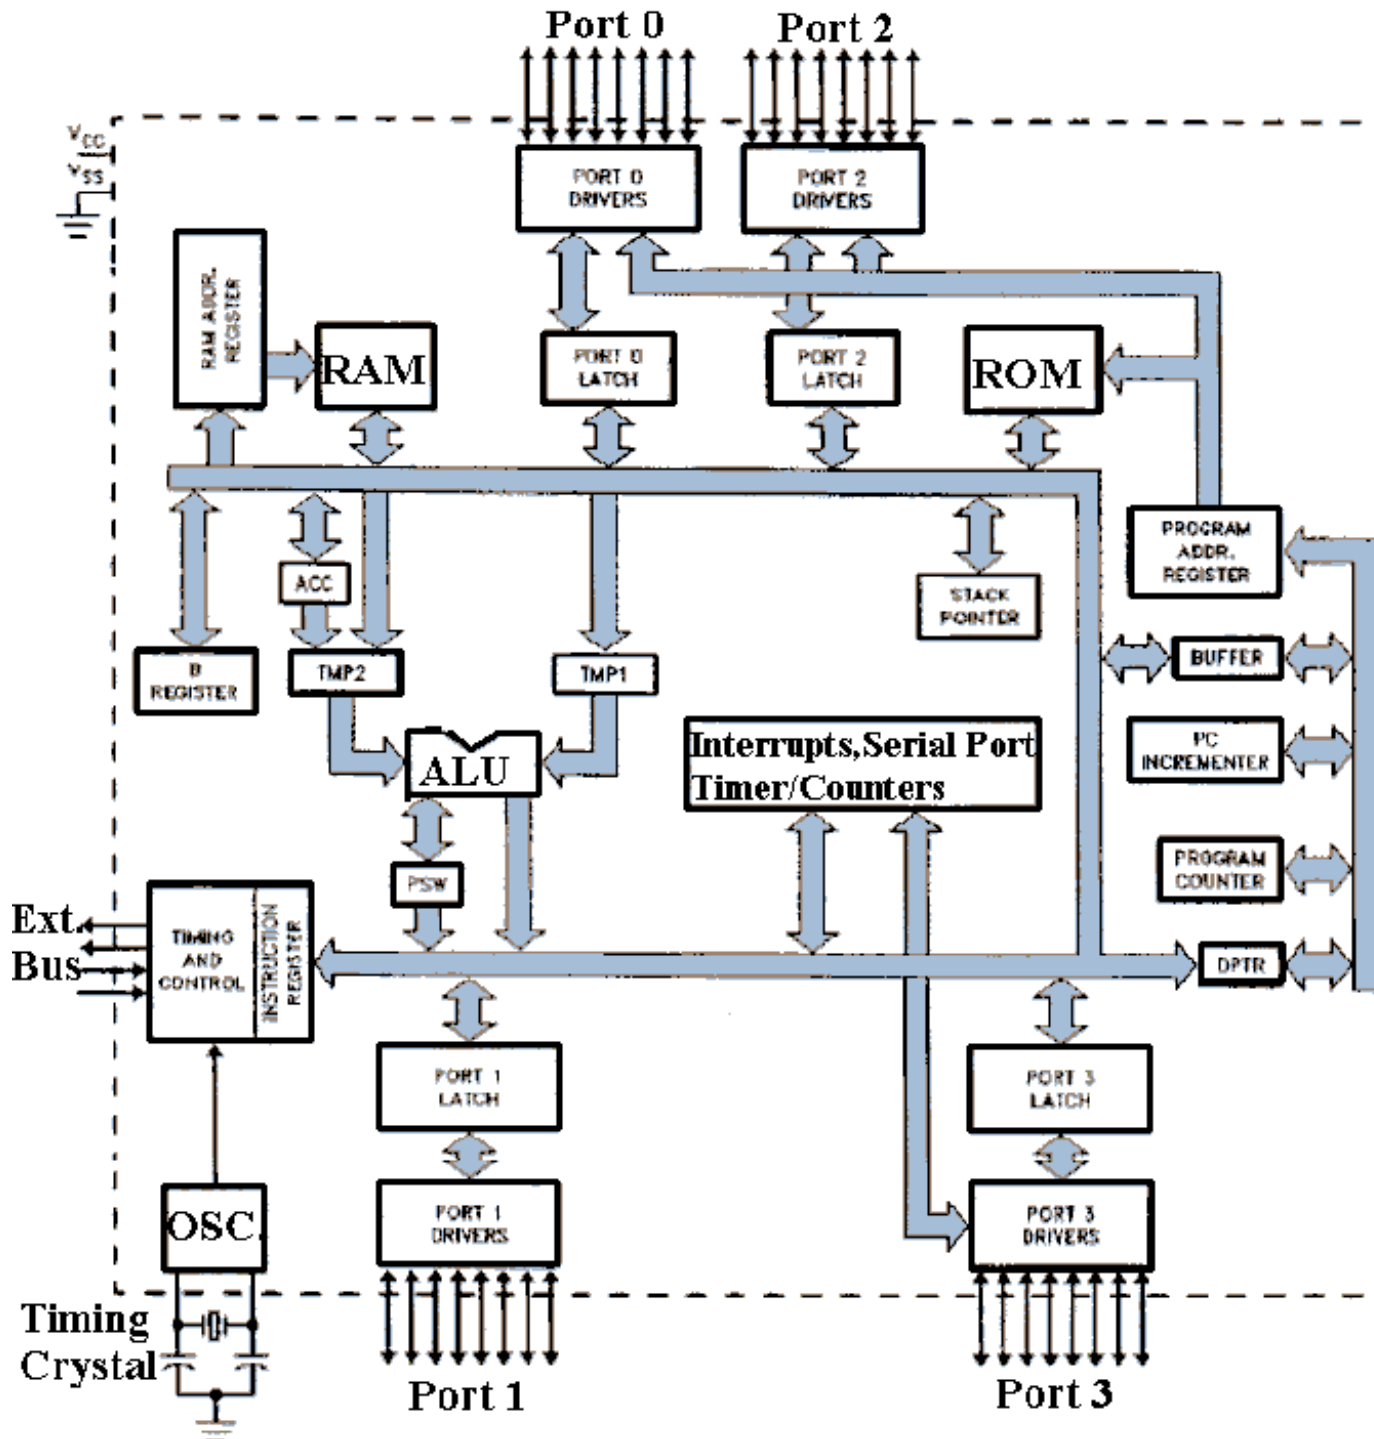 Port 0
Port 2
VCC
VSS
PORT 0
DRIVERS
PORT 2
DRIVERS
RAM ADDR.
REGISTER
RAM
PORT 0
LATCH
PORT 2
LATCH
ROM
PROGRAM
ADDR.
REGISTER
ACC
STACK
POINTER
B
REGISTER
TMP2
TMP1
BUFFER
ALU
Interrupts,Serial Port
Timer/Counters
PC
INCREMENTER
PSW
PROGRAM
COUNTER
Ext.
Bus
TIMING
AND
CONTROL
INSTRUCTION
REGISTER
DPTR
PORT 1
LATCH
PORT 3
LATCH
OSC.
PORT 1
DRIVERS
PORT 3
DRIVERS
Timing
Crystal
Port 1
Port 3